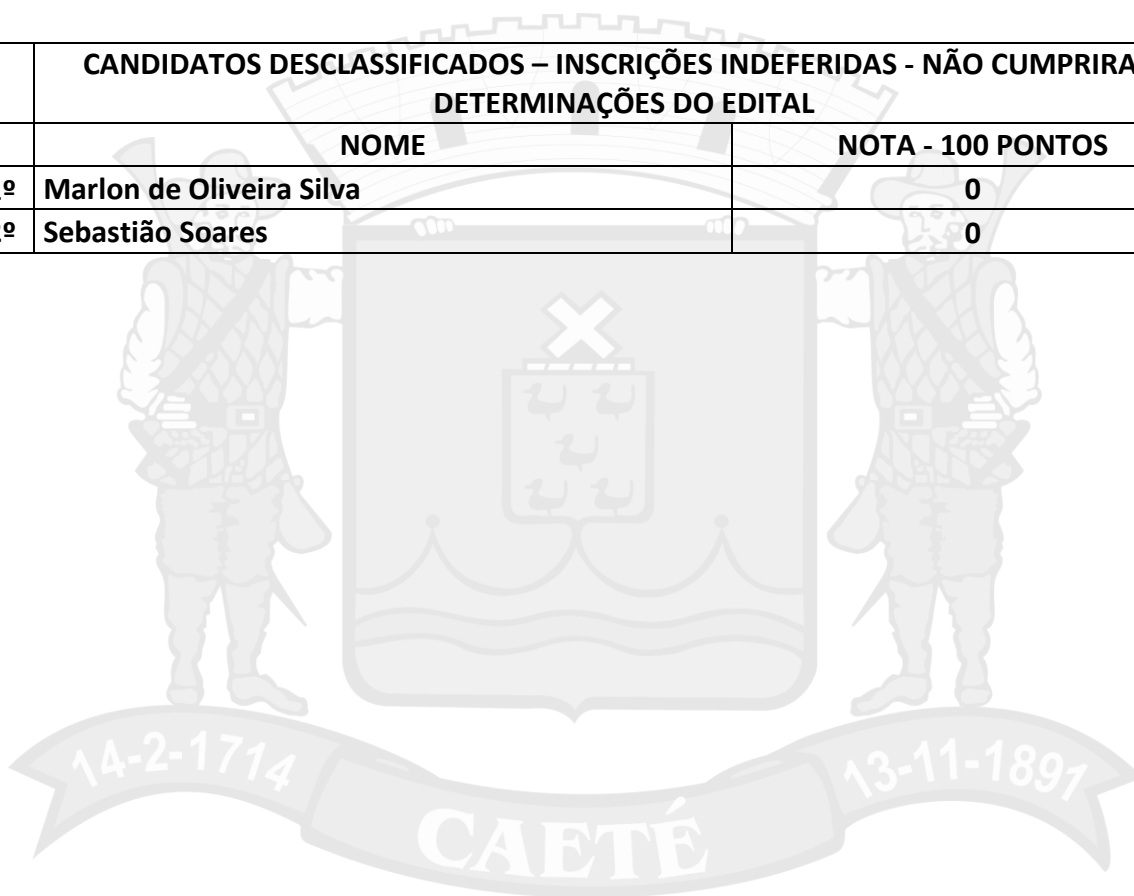 CANDIDATOS DESCLASSIFICADOS – INSCRIÇÕES INDEFERIDAS - NÃO CUMPRIRA
DETERMINAÇÕES DO EDITAL
NOME NOTA - 100 PONTOS
º Marlon de Oliveira Silva 0
º Sebastião Soares 0
14-2-1714 13-11-1891
CAETÉ